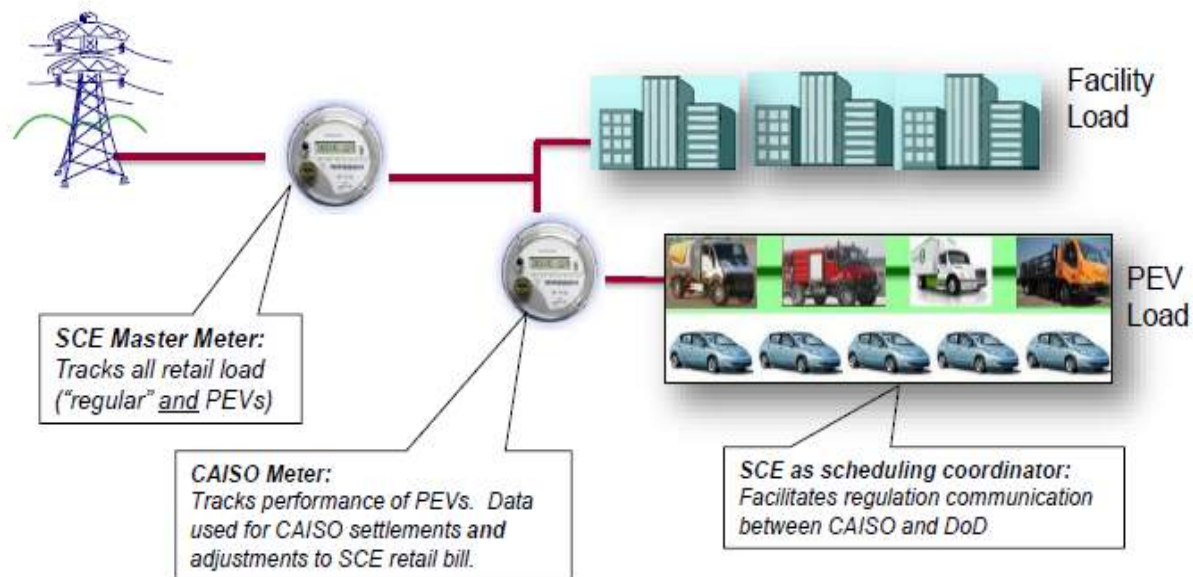 Facility
Load
PEV
Load
SCE Master Meter:
Tracks all retail load
(“regular” and PEVs)
CAISO Meter:
Tracks performance of PEVs. Data
used for CAISO settlements and
adjustments to SCE retail bill.
SCE as scheduling coordinator:
Facilitates regulation communication
between CAISO and DoD